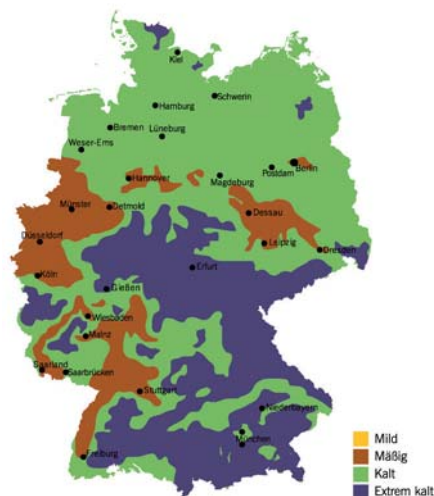 Kiel
Schwerin
Hamburg
Bremen
Lüneburg
Weser-Ems
Berlin
Postdam
Hannover
Magdeburg
Münster
Detmold
Dessau
Düsseldorf
Leipzig
Dresden
Köln
Erfurt
Gießen
Wiesbaden
Mainz
Saarland
Saarbrücken
Stuttgart
Niederbayern
München
Freiburg
Mild
Mäßig
Kalt
Extrem kalt